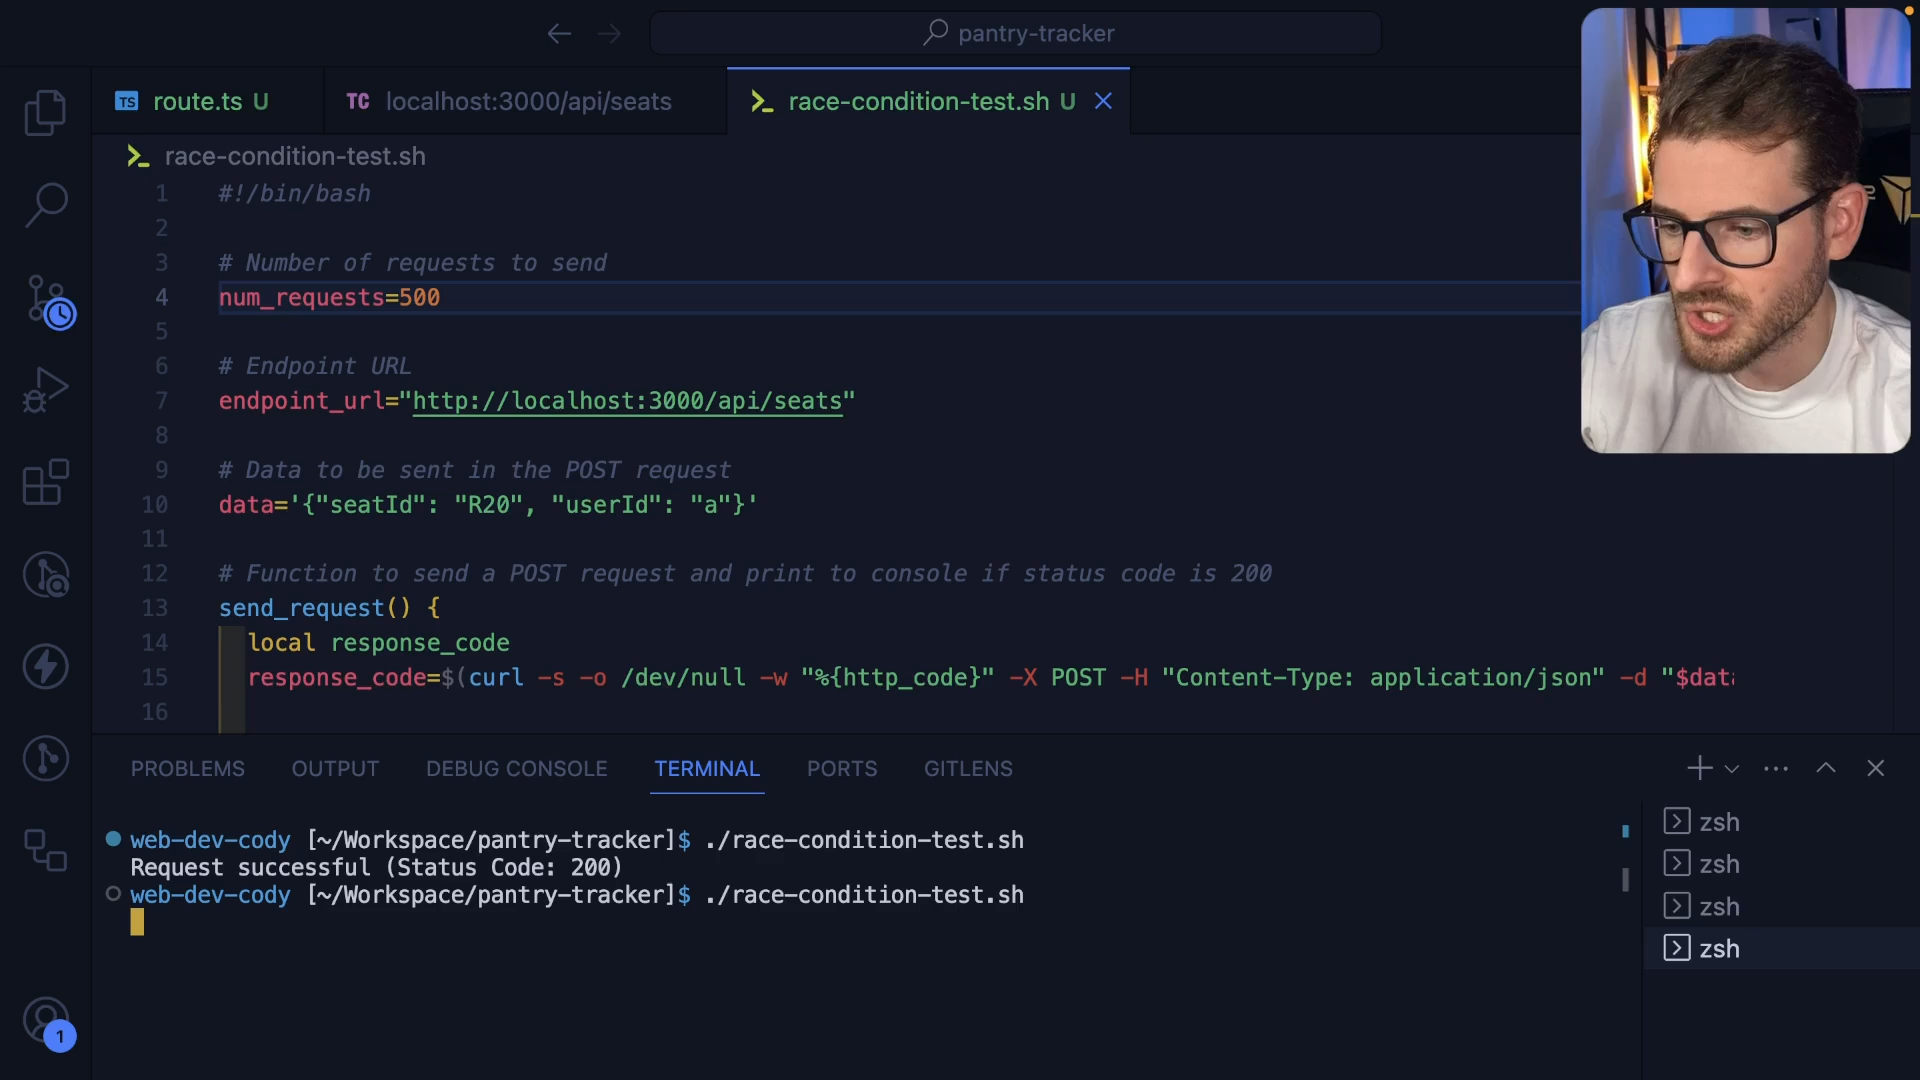 pantry-tracker
TS route.ts U
TC localhost:3000/api/seats
race-condition-test.sh U
race-condition-test.sh
1 #!/bin/bash
2
3 # Number of requests to send
4 num_requests=500
5
6 # Endpoint URL
7 endpoint_url="http://localhost:3000/api/seats"
8
9 # Data to be sent in the POST request
10 data='{"seatId": "R20", "userId": "a"}'
11
12 # Function to send a POST request and print to console if status code is 200
13 send_request() {
14 local response_code
15 response_code=$(curl -s -o /dev/null -w "%{http_code}" -X POST -H "Content-Type: application/json" -d "$dat
16
PROBLEMS OUTPUT DEBUG CONSOLE TERMINAL PORTS GITLENS
web-dev-cody [~/Workspace/pantry-tracker]$ ./race-condition-test.sh
Request successful (Status Code: 200)
web-dev-cody [~/Workspace/pantry-tracker]$ ./race-condition-test.sh
zsh
zsh
zsh
zsh
1